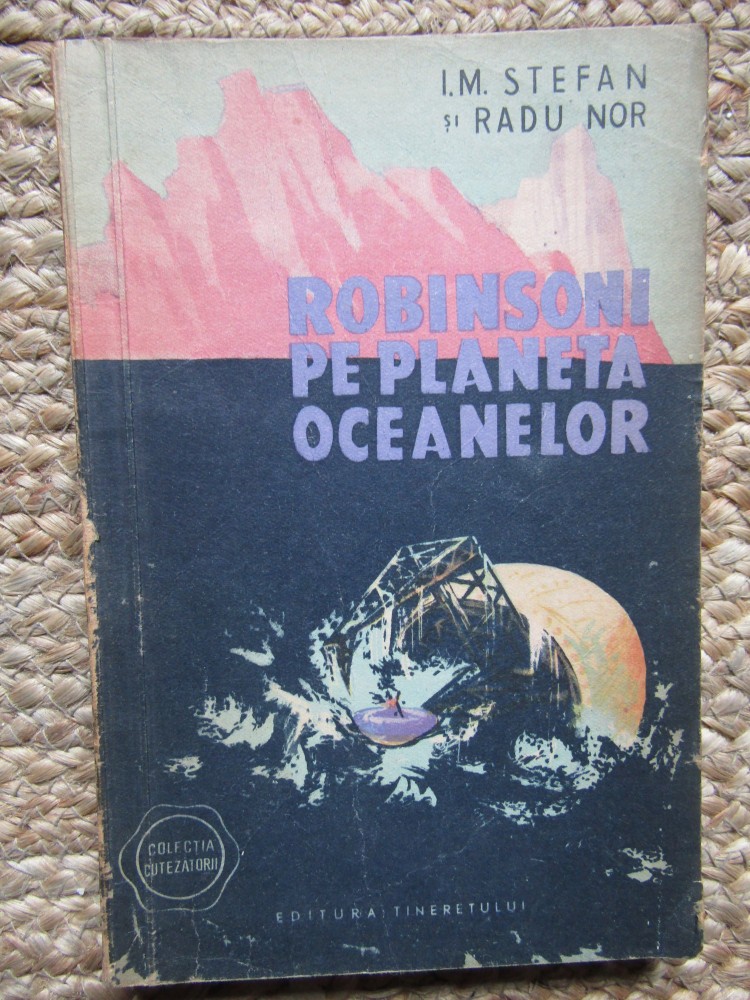 I.M. STEFAN
ȘI RADU NOR
ROBINSONI
PE PLANETA
OCEANELOR
COLECȚIA
CUTEZĂTORII
EDITURA TINERETULUI